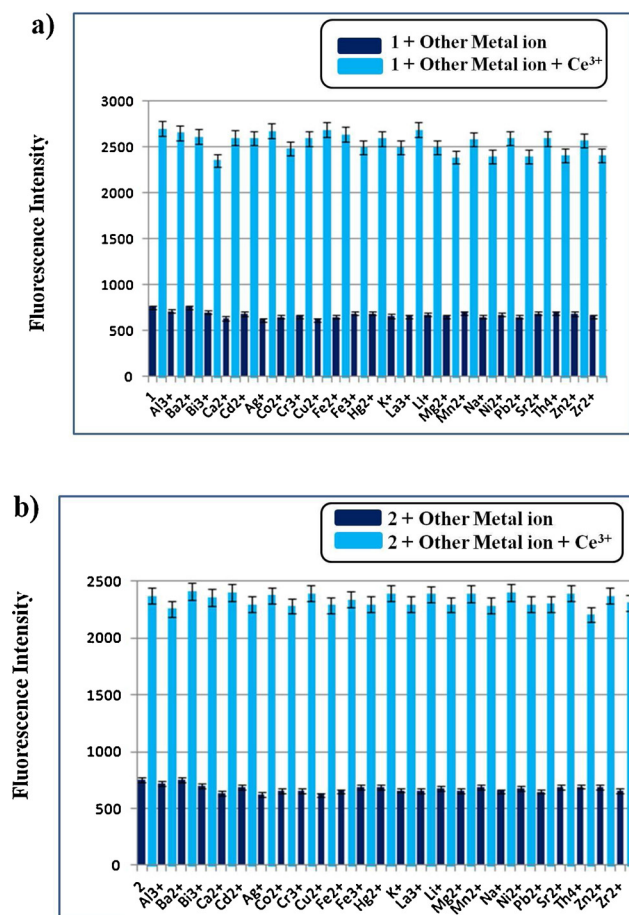 a)
1 + Other Metal ion
1 + Other Metal ion + Ce³⁺
Fluorescence Intensity
3000
2500
2000
1500
1000
500
0
1 Al3+ Ba2+ Bi3+ Ca2+ Cd2+ Ag+ Co2+ Cr3+ Cu2+ Fe2+ Fe3+ Hg2+ K+ La3+ Li+ Mg2+ Mn2+ Na+ Ni2+ Pb2+ Sr2+ Th4+ Zn2+ Zr2+
b)
2 + Other Metal ion
2 + Other Metal ion + Ce³⁺
Fluorescence Intensity
2500
2000
1500
1000
500
0
2 Al3+ Ba2+ Bi3+ Ca2+ Cd2+ Ag+ Co2+ Cr3+ Cu2+ Fe2+ Fe3+ Hg2+ K+ La3+ Li+ Mg2+ Mn2+ Na+ Ni2+ Pb2+ Sr2+ Th4+ Zn2+ Zr2+